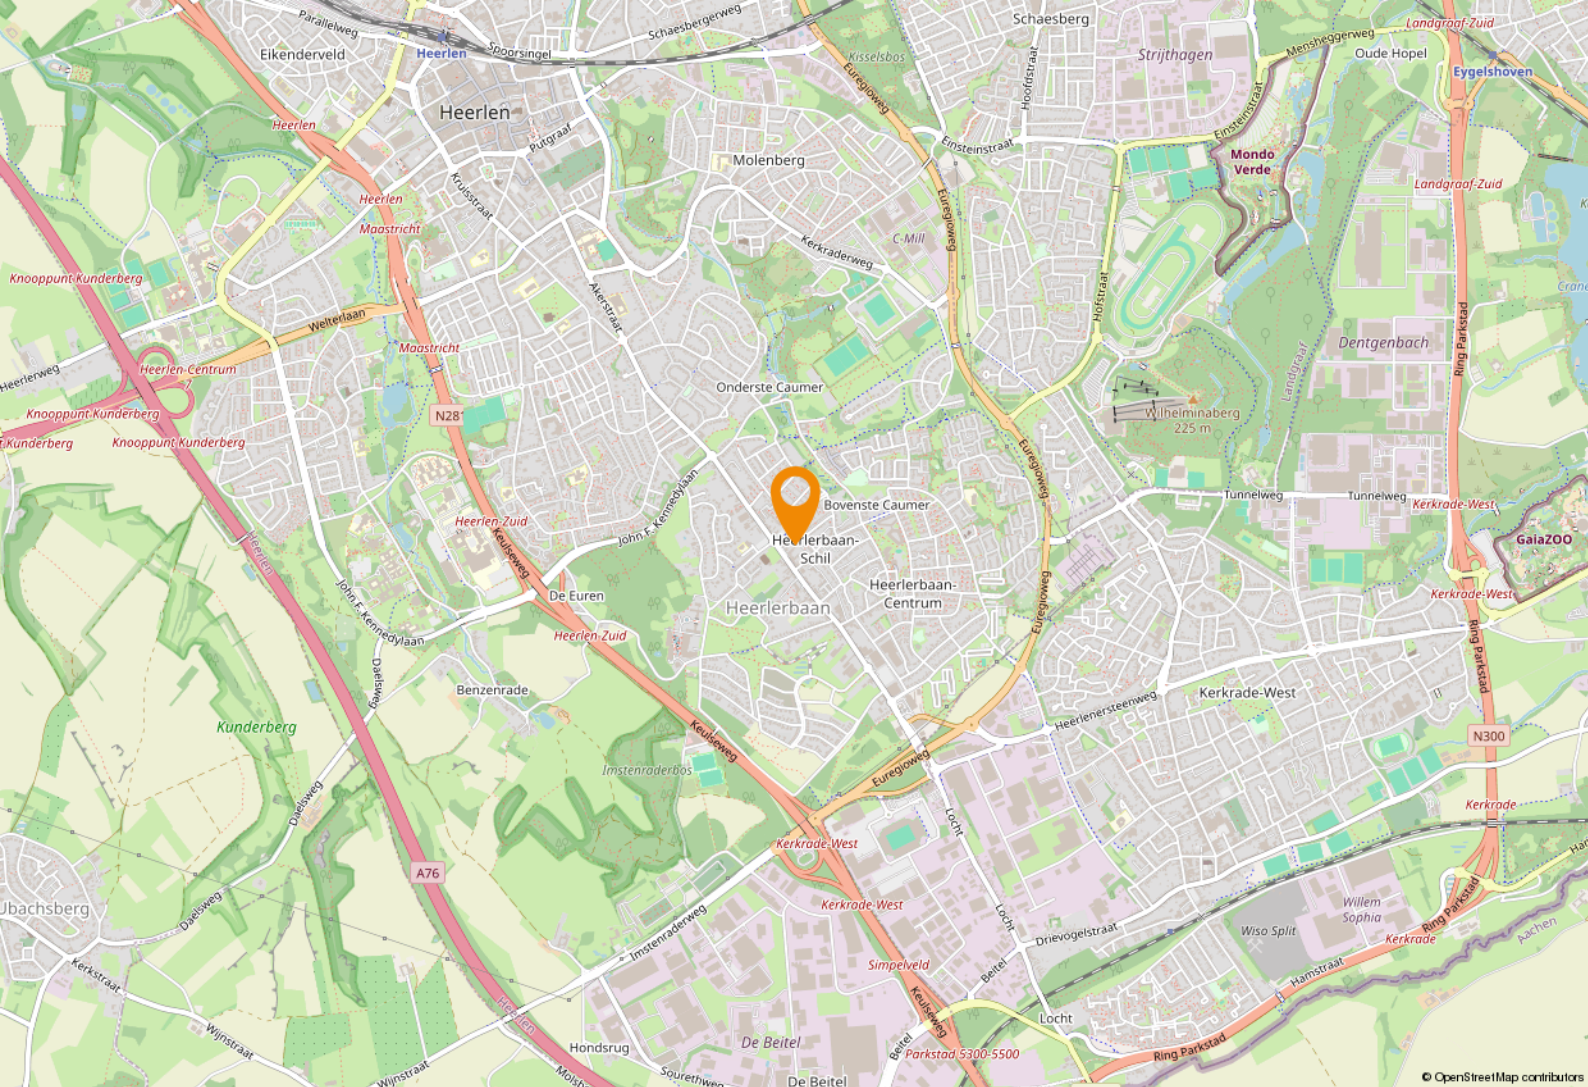 Parallelweg
Eikenderveld
Heerlen
Spoorsingel
Schaesbergerweg
Schaesberg
Kisselsbos
Strijthagen
Mensheggerweg
Landgraaf-Zuid
Oude Hopel
Eygelshoven
Heerlen
Heerlen
Putgraaf
Molenberg
Euregioweg
Hoofdstraat
Einsteinstraat
Einsteinstraat
Mondo
Verde
Landgraaf-Zuid
Kruisstraat
Heerlen
Maastricht
Kerkraderweg
C-Mill
Euregioweg
Knooppunt Kunderberg
Akerstraat
Hofstraat
Welterlaan
Maastricht
Ring Parkstad
Dentgenbach
Landgraaf
Heerlerweg
Heerlen-Centrum
Knooppunt Kunderberg
Knooppunt Kunderberg
t Kunderberg
Onderste Caumer
N281
Wilhelminaberg
225 m
Euregioweg
John F. Kennedylaan
Bovenste Caumer
Tunnelweg
Tunnelweg
Kerkrade-West
Heerlen-Zuid
Keulseweg
Heerlen
Heerlerbaan-
Schil
GaiaZOO
Heerlerbaan-
Centrum
De Euren
Heerlerbaan
Euregioweg
Kerkrade-West
John F. Kennedylaan
Heerlen-Zuid
Daelsweg
Benzenrade
Ring Parkstad
Kerkrade-West
Heerlenersteenweg
Kunderberg
Keulseweg
N300
Imstenraderbos
Euregioweg
Daelsweg
Kerkrade
Locht
Kerkrade-West
A76
Kerkrade-West
Ubachsberg
Daelsweg
Imstenraderweg
Locht
Willem
Sophia
Ring Parkstad
Wiso Split
Drievogelstraat
Kerkrade
Aachen
Kerkstraat
Simpelveld
Beitel
Hamstraat
Keulseweg
Heerlen
Locht
Wijnstraat
De Beitel
Hondsrug
Beitel
Parkstad 5300-5500
Ring Parkstad
Wijnstraat
Sourethweg
De Beitel
© OpenStreetMap contributors